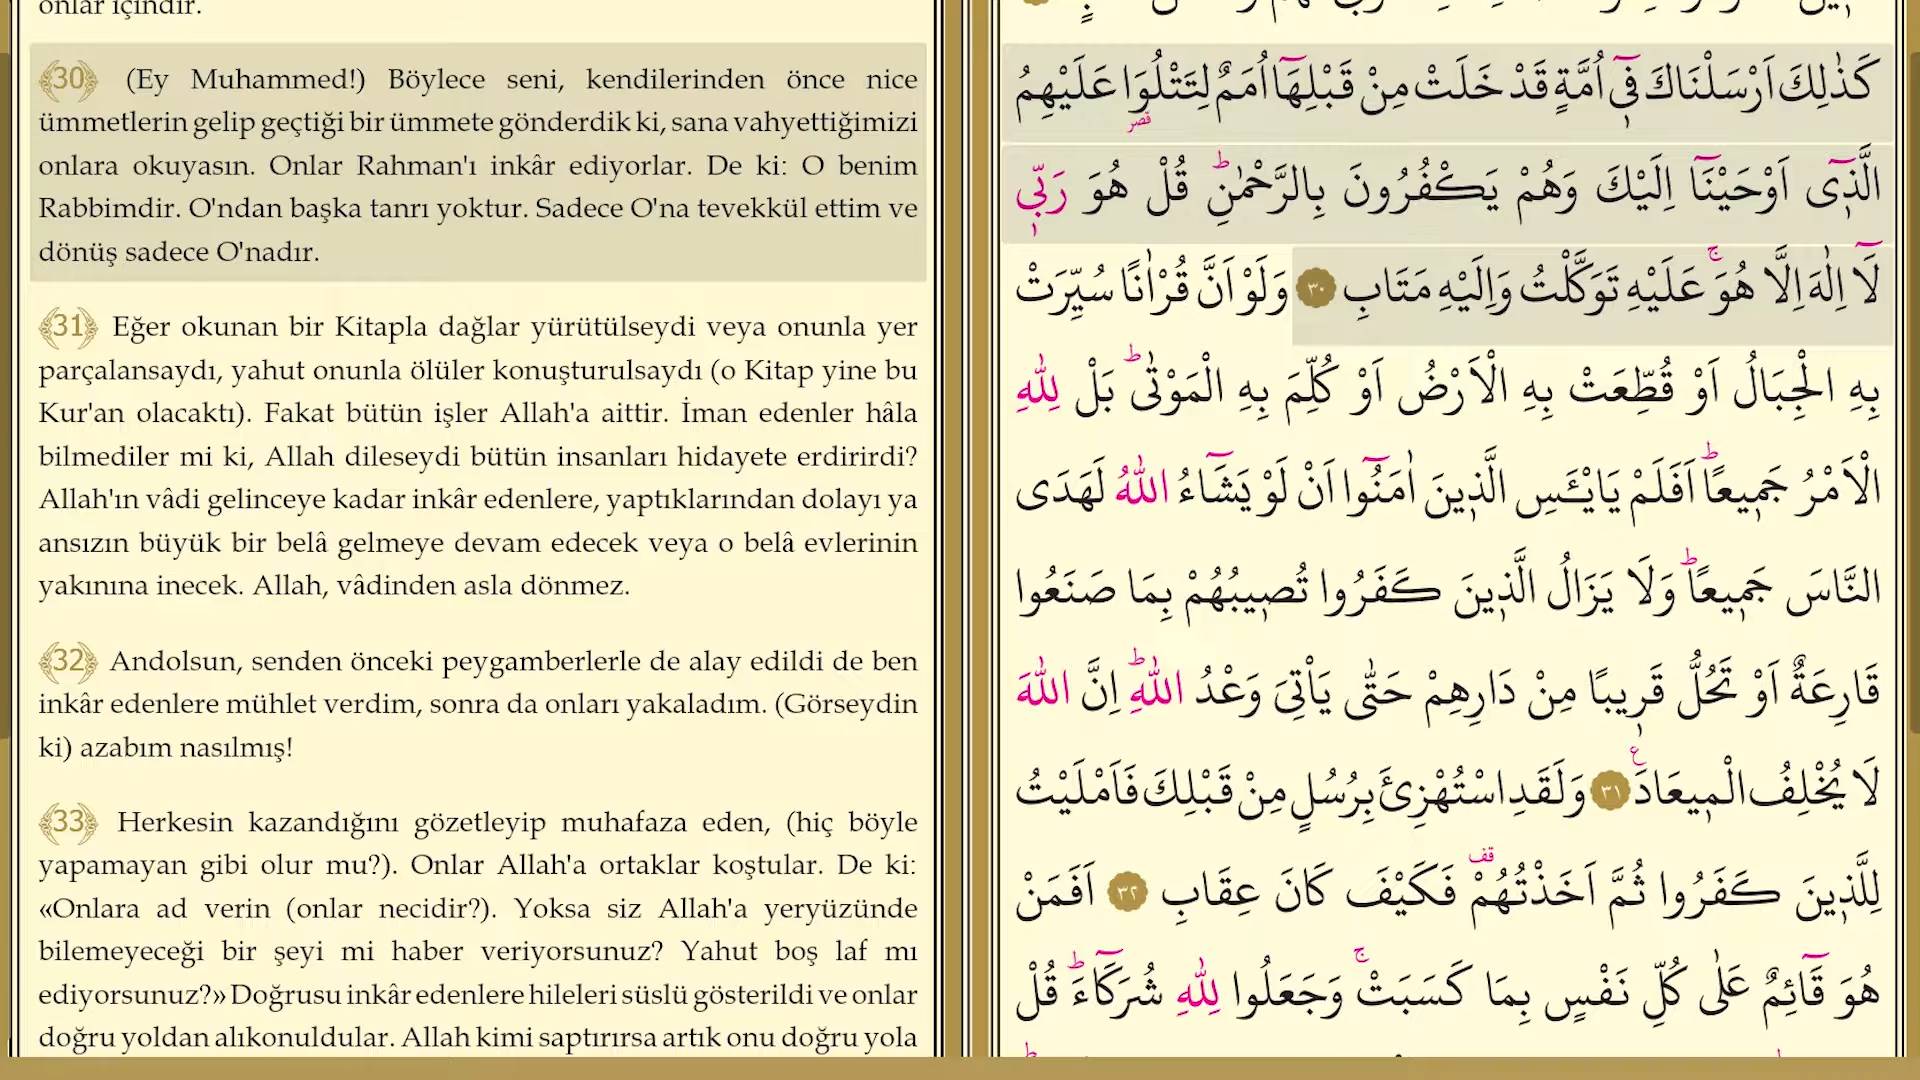 onlar içindir.
30 (Ey Muhammed!) Böylece seni, kendilerinden önce nice
ümmetlerin gelip geçtiği bir ümmete gönderdik ki, sana vahyettiğimizi
onlara okuyasın. Onlar Rahman'ı inkâr ediyorlar. De ki: O benim
Rabbimdir. O'ndan başka tanrı yoktur. Sadece O'na tevekkül ettim ve
dönüş sadece O'nadır.
31 Eğer okunan bir Kitapla dağlar yürütülseydi veya onunla yer
parçalansaydı, yahut onunla ölüler konuşturulsaydı (o Kitap yine bu
Kur'an olacaktı). Fakat bütün işler Allah'a aittir. İman edenler hâla
bilmediler mi ki, Allah dileseydi bütün insanları hidayete erdirirdi?
Allah'ın vâdi gelinceye kadar inkâr edenlere, yaptıklarından dolayı ya
ansızın büyük bir belâ gelmeye devam edecek veya o belâ evlerinin
yakınına inecek. Allah, vâdinden asla dönmez.
32 Andolsun, senden önceki peygamberlerle de alay edildi de ben
inkâr edenlere mühlet verdim, sonra da onları yakaladım. (Görseydin
ki) azabım nasılmış!
33 Herkesin kazandığını gözetleyip muhafaza eden, (hiç böyle
yapamayan gibi olur mu?). Onlar Allah'a ortaklar koştular. De ki:
«Onlara ad verin (onlar necidir?). Yoksa siz Allah'a yeryüzünde
bilemeyeceği bir şeyi mi haber veriyorsunuz? Yahut boş laf mı
ediyorsunuz?» Doğrusu inkâr edenlere hileleri süslü gösterildi ve onlar
doğru yoldan alıkonuldular. Allah kimi saptırırsa artık onu doğru yola
كَذٰلِكَ اَرْسَلْنَاكَ فٖٓى اُمَّةٍ قَدْ خَلَتْ مِنْ قَبْلِهَٓا اُمَمٌ لِتَتْلُوَا عَلَيْهِمُ
الَّذٖٓى اَوْحَيْنَٓا اِلَيْكَ وَهُمْ يَكْفُرُونَ بِالرَّحْمٰنِؕ قُلْ هُوَ رَبّٖى
لَٓا اِلٰهَ اِلَّا هُوَۚ عَلَيْهِ تَوَكَّلْتُ وَاِلَيْهِ مَتَابِ ٣٠ وَلَوْ اَنَّ قُرْاٰنًا سُيِّرَتْ
بِهِ الْجِبَالُ اَوْ قُطِّعَتْ بِهِ الْاَرْضُ اَوْ كُلِّمَ بِهِ الْمَوْتٰىؕ بَلْ لِلّٰهِ
الْاَمْرُ جَمٖيعًاؕ اَفَلَمْ يَايْـَٔسِ الَّذٖينَ اٰمَنُٓوا اَنْ لَوْ يَشَٓاءُ اللّٰهُ لَهَدَى
النَّاسَ جَمٖيعًاؕ وَلَا يَزَالُ الَّذٖينَ كَفَرُوا تُصٖيبُهُمْ بِمَا صَنَعُوا
قَارِعَةٌ اَوْ تَحُلُّ قَرٖيبًا مِنْ دَارِهِمْ حَتّٰى يَاْتِىَ وَعْدُ اللّٰهِؕ اِنَّ اللّٰهَ
لَا يُخْلِفُ الْمٖيعَادَ ٣١ وَلَقَدِ اسْتُهْزِئَ بِرُسُلٍ مِنْ قَبْلِكَ فَاَمْلَيْتُ
لِلَّذٖينَ كَفَرُوا ثُمَّ اَخَذْتُهُمْ فَكَيْفَ كَانَ عِقَابِ ٣٢ اَفَمَنْ
هُوَ قَٓائِمٌ عَلٰى كُلِّ نَفْسٍ بِمَا كَسَبَتْۚ وَجَعَلُوا لِلّٰهِ شُرَكَٓاءَؕ قُلْ